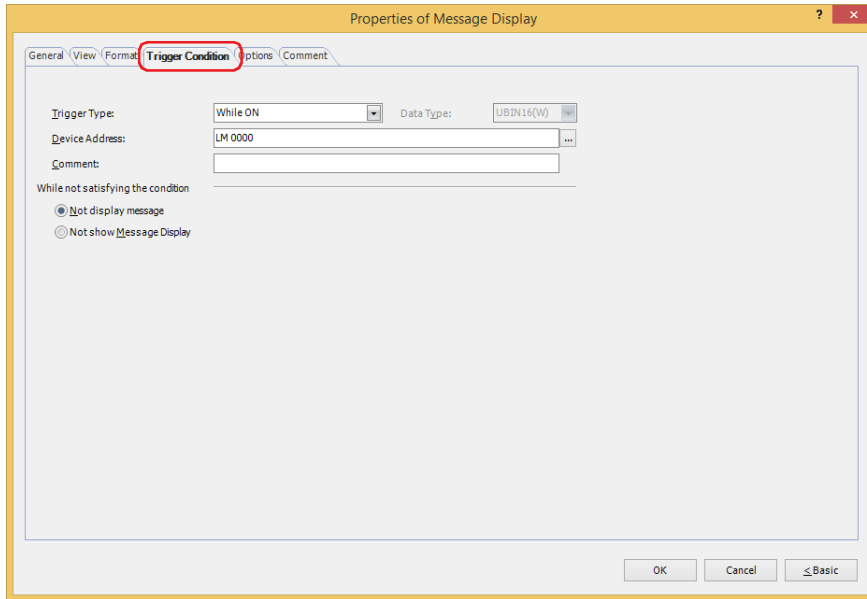 Properties of Message Display
? ×
General View Format Trigger Condition Options Comment
Trigger Type: While ON Data Type: UBIN16(W)
Device Address: LM 0000 ...
Comment:
While not satisfying the condition
Not display message
Not show Message Display
OK Cancel < Basic